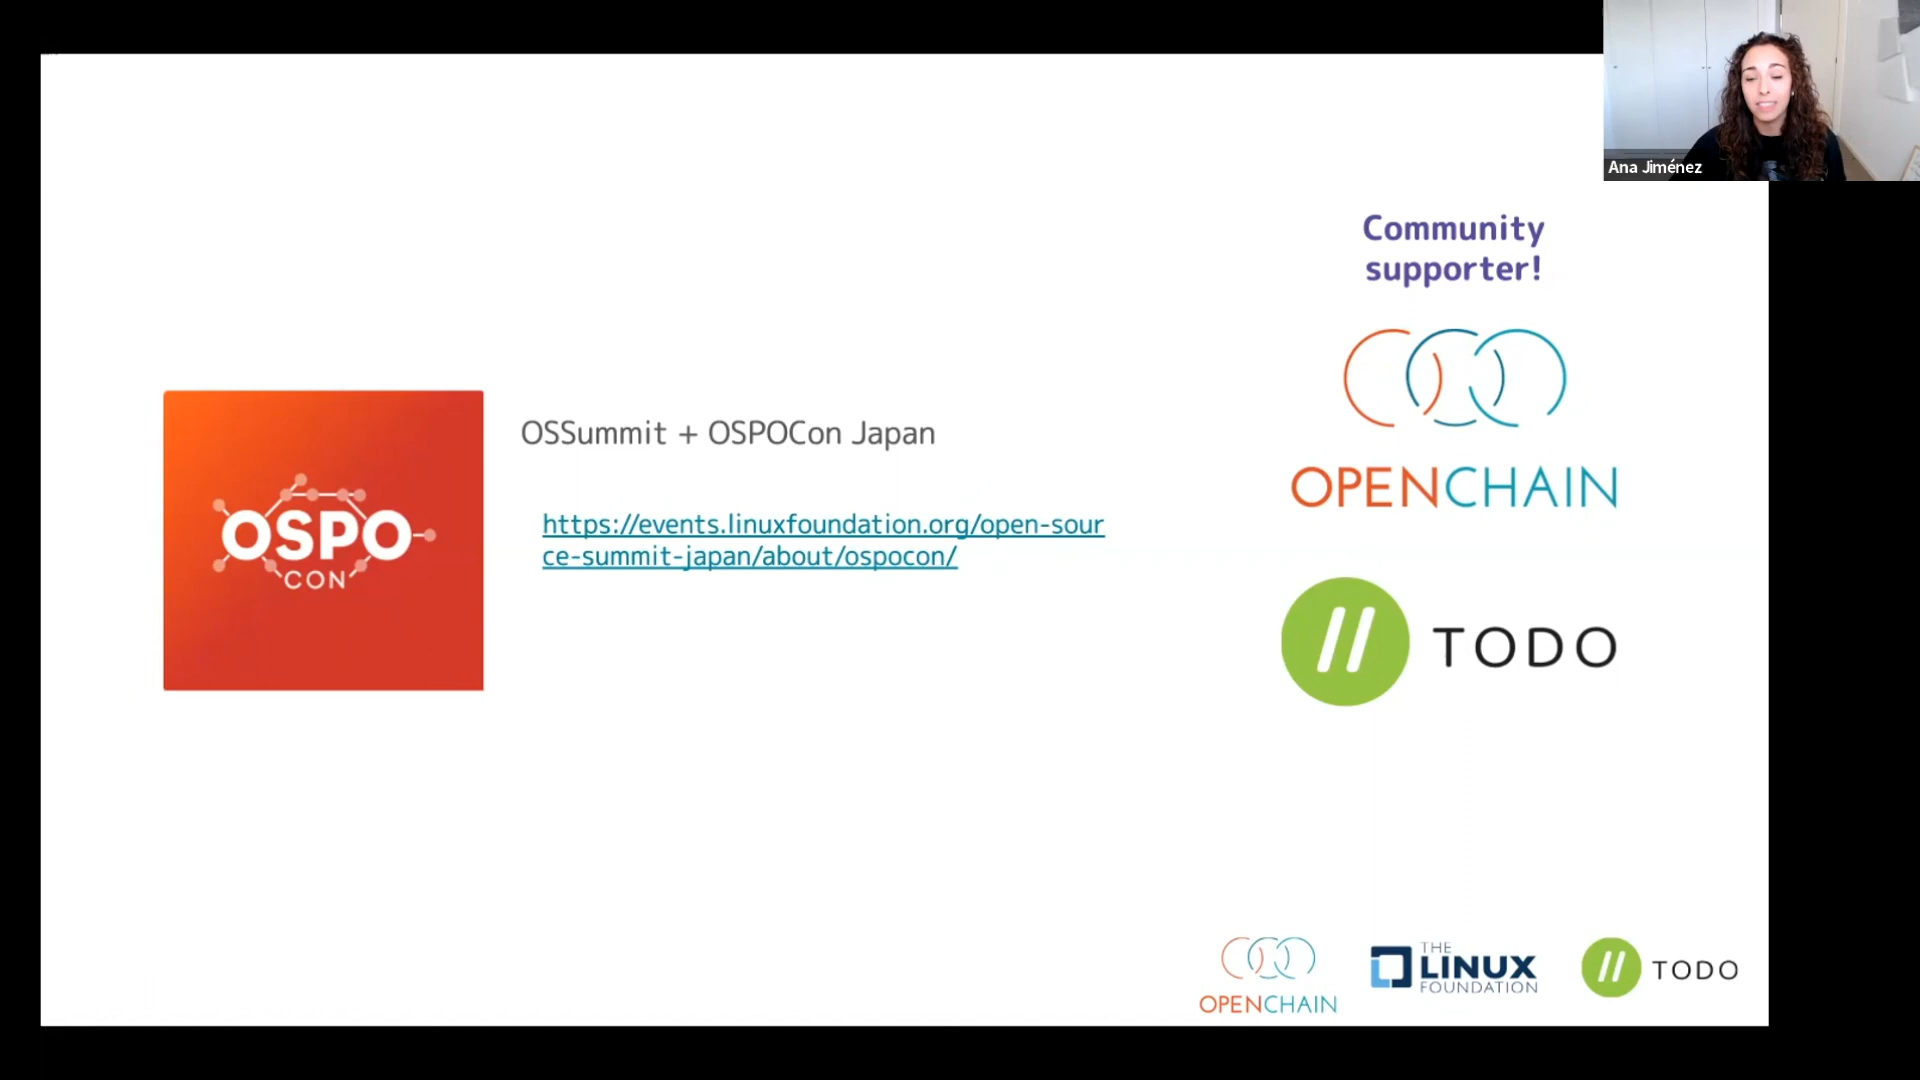 Ana Jiménez
Community
supporter!
OPENCHAIN
OSSummit + OSPOCon Japan
https://events.linuxfoundation.org/open-sour
ce-summit-japan/about/ospocon/
OSPO
CON
TODO
OPENCHAIN
THE
LINUX
FOUNDATION
TODO